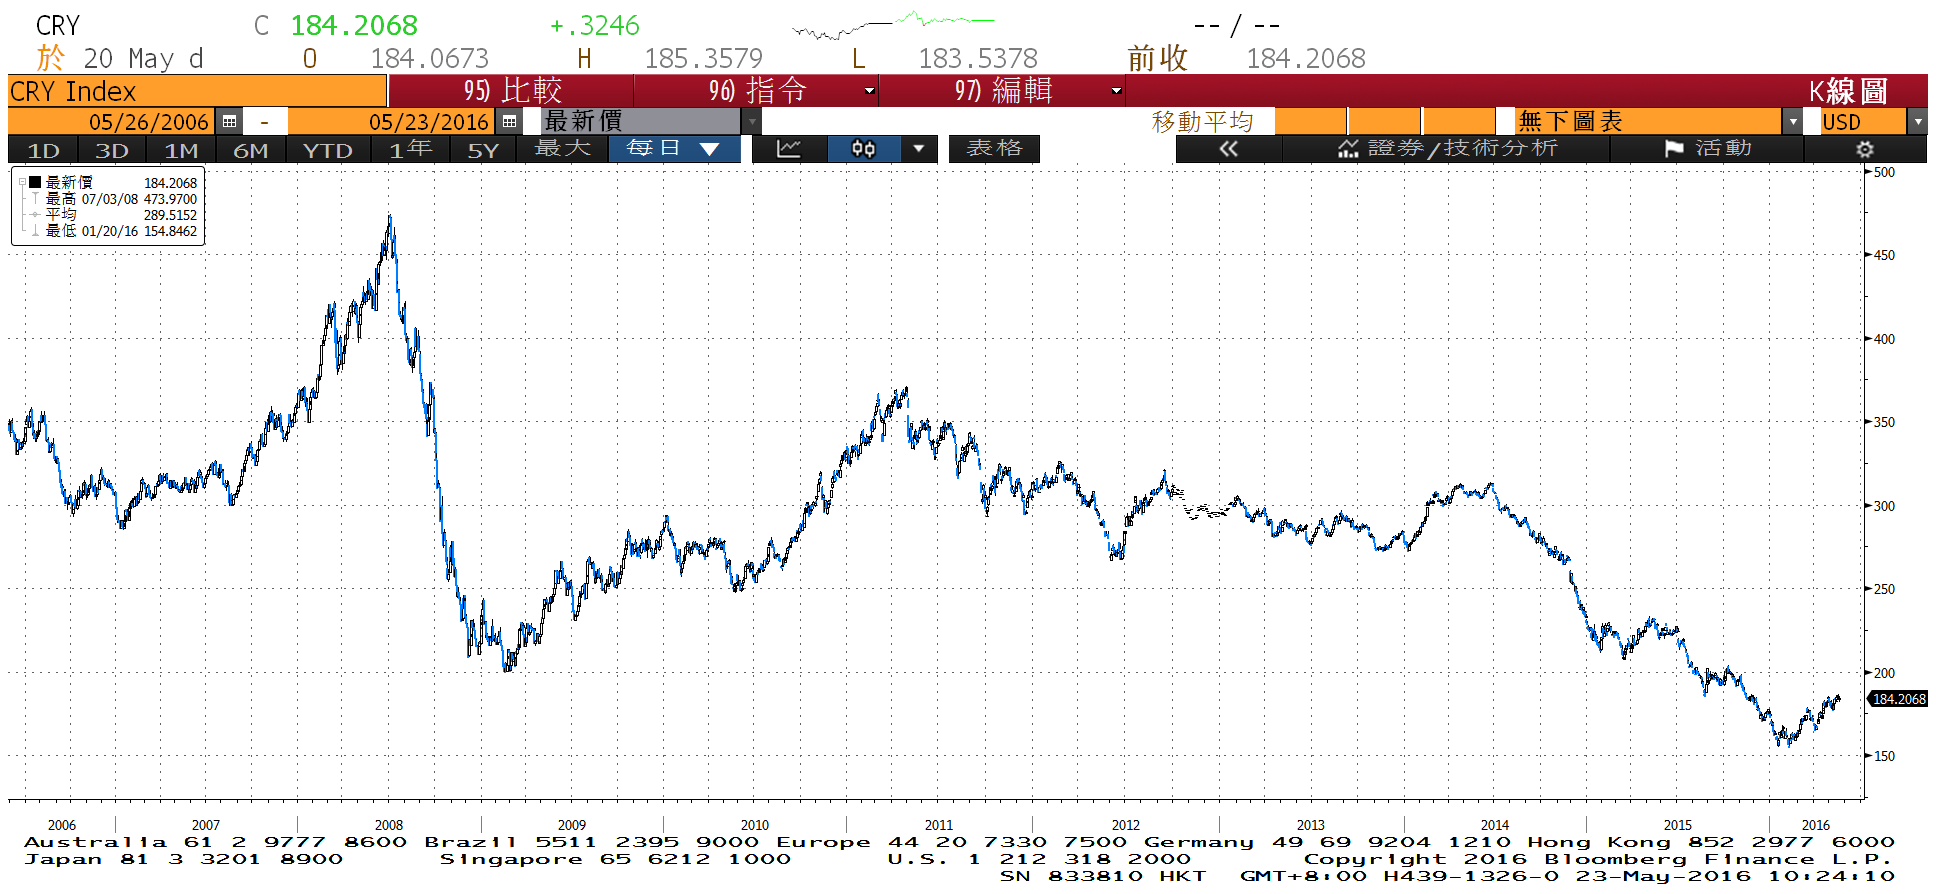 CRY C 184.2068 +.3246 -- / --
於 20 May d O 184.0673 H 185.3579 L 183.5378 前收 184.2068
CRY Index 95) 比較 96) 指令 97) 編輯 K線圖
05/26/2006 - 05/23/2016 最新價 移動平均 無下圖表 USD
1D 3D 1M 6M YTD 1年 5Y 最大 每日 ▼ 表格 « 證券/技術分析 活動
最新價 184.2068
最高 07/03/08 473.9700
平均 289.5152
最低 01/20/16 154.8462
500
450
400
350
300
250
200
184.2068
150
2006 2007 2008 2009 2010 2011 2012 2013 2014 2015 2016
Australia 61 2 9777 8600 Brazil 5511 2395 9000 Europe 44 20 7330 7500 Germany 49 69 9204 1210 Hong Kong 852 2977 6000
Japan 81 3 3201 8900 Singapore 65 6212 1000 U.S. 1 212 318 2000 Copyright 2016 Bloomberg Finance L.P.
SN 833810 HKT GMT+8:00 H439-1326-0 23-May-2016 10:24:10